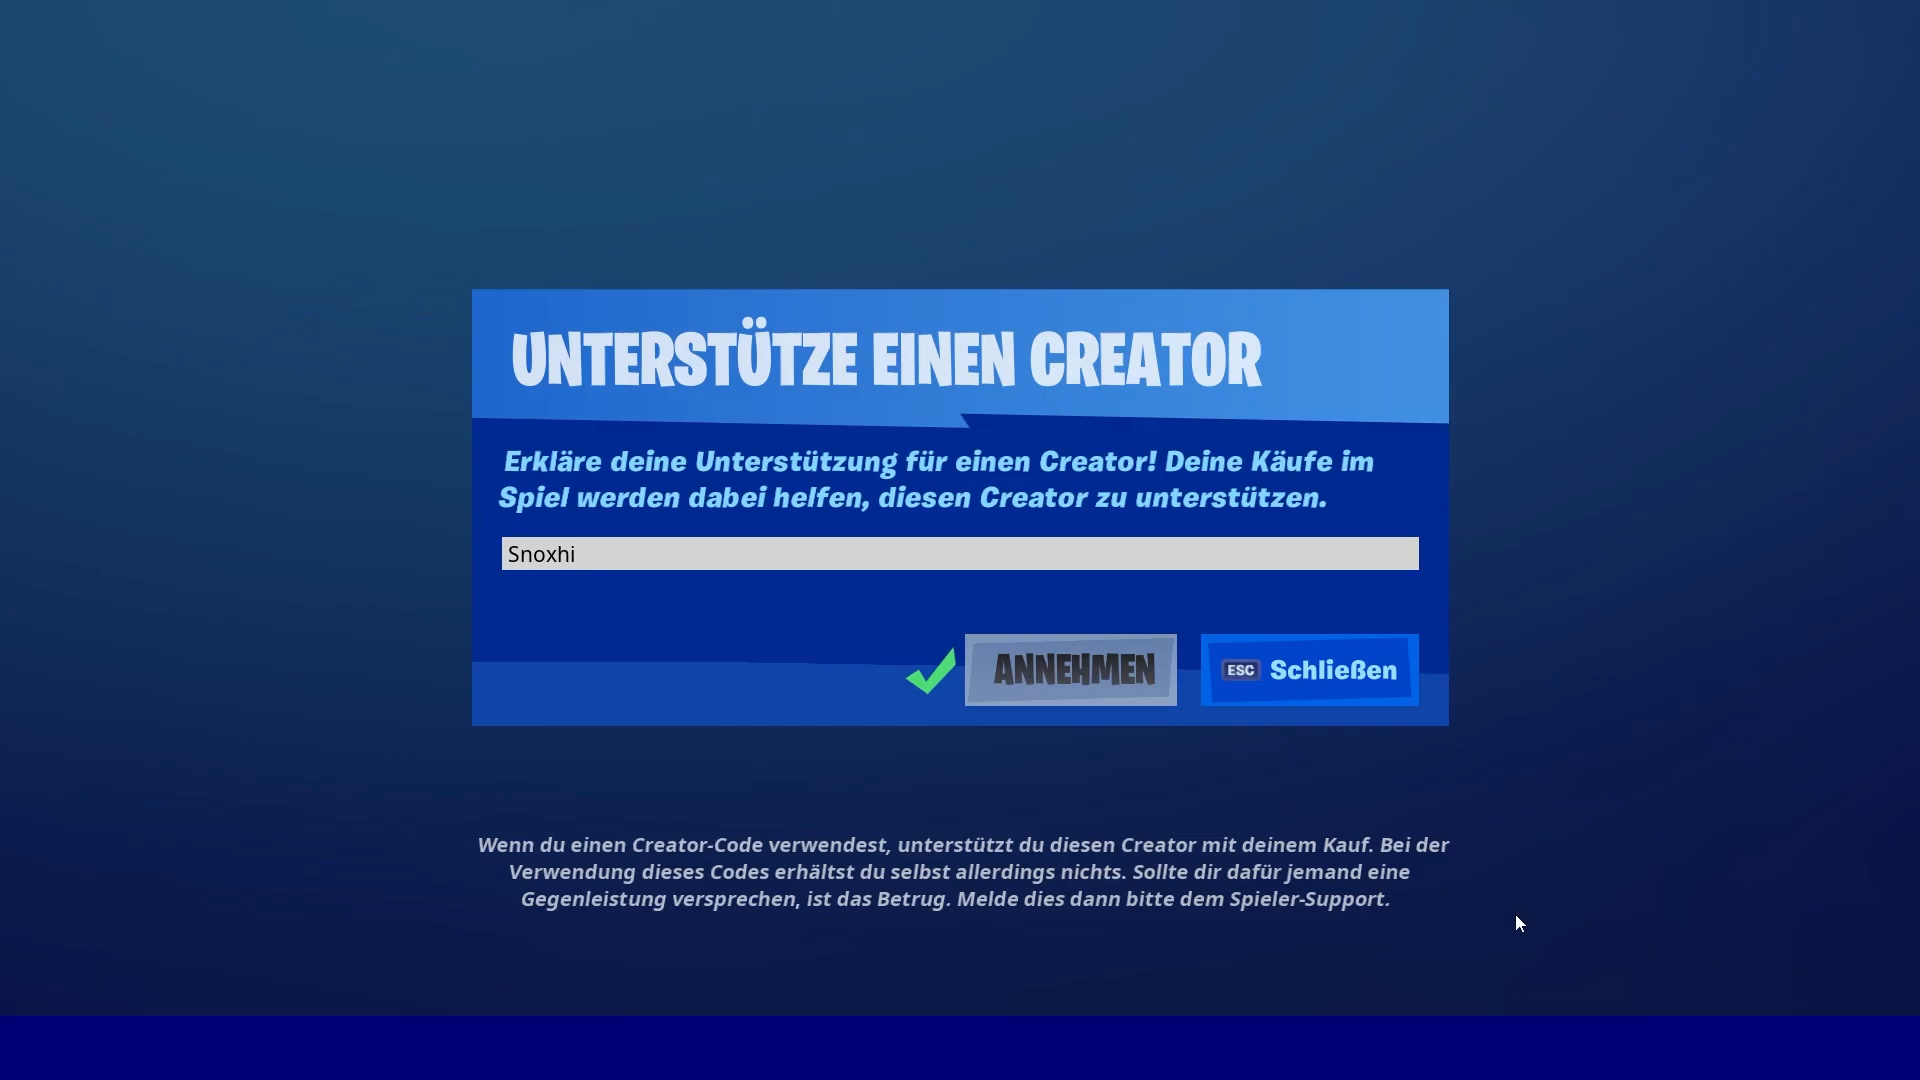 UNTERSTÜTZE EINEN CREATOR
Erkläre deine Unterstützung für einen Creator! Deine Käufe im
Spiel werden dabei helfen, diesen Creator zu unterstützen.
Snoxhi
ANNEHMEN
ESC Schließen
Wenn du einen Creator-Code verwendest, unterstützt du diesen Creator mit deinem Kauf. Bei der
Verwendung dieses Codes erhältst du selbst allerdings nichts. Sollte dir dafür jemand eine
Gegenleistung versprechen, ist das Betrug. Melde dies dann bitte dem Spieler-Support.